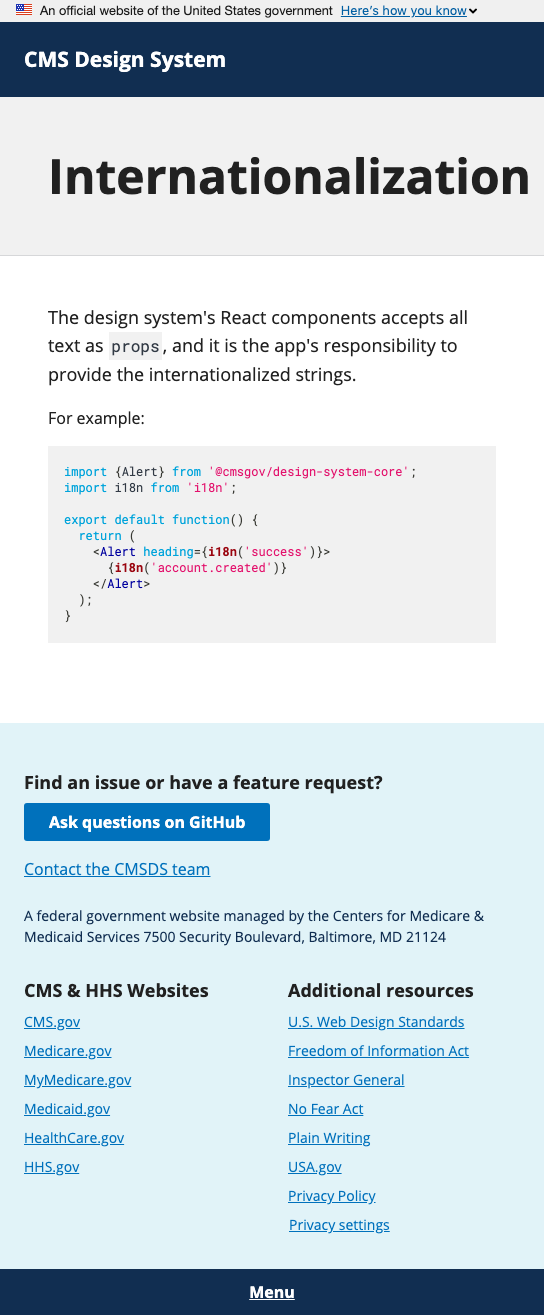 An official website of the United States government Here's how you know
CMS Design System
Internationalization
The design system's React components accepts all
text as props, and it is the app's responsibility to
provide the internationalized strings.
For example:
import {Alert} from '@cmsgov/design-system-core';
import i18n from 'i18n';
export default function() {
  return (
    <Alert heading={i18n('success')}>
      {i18n('account.created')}
    </Alert>
  );
}
Find an issue or have a feature request?
Ask questions on GitHub
Contact the CMSDS team
A federal government website managed by the Centers for Medicare &
Medicaid Services 7500 Security Boulevard, Baltimore, MD 21124
CMS & HHS Websites
CMS.gov
Medicare.gov
MyMedicare.gov
Medicaid.gov
HealthCare.gov
HHS.gov
Additional resources
U.S. Web Design Standards
Freedom of Information Act
Inspector General
No Fear Act
Plain Writing
USA.gov
Privacy Policy
Privacy settings
Menu